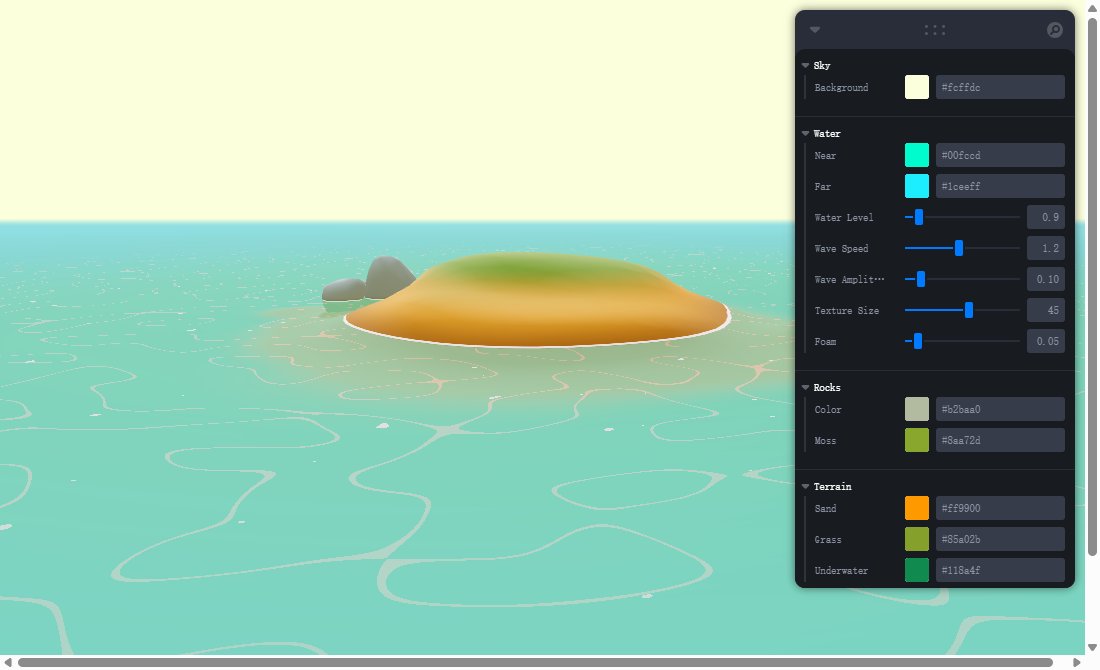 Sky
Background #fcffdc
Water
Near #00fccd
Far #1ceeff
Water Level 0.9
Wave Speed 1.2
Wave Amplit… 0.10
Texture Size 45
Foam 0.05
Rocks
Color #b2baa0
Moss #8aa72d
Terrain
Sand #ff9900
Grass #85a02b
Underwater #118a4f